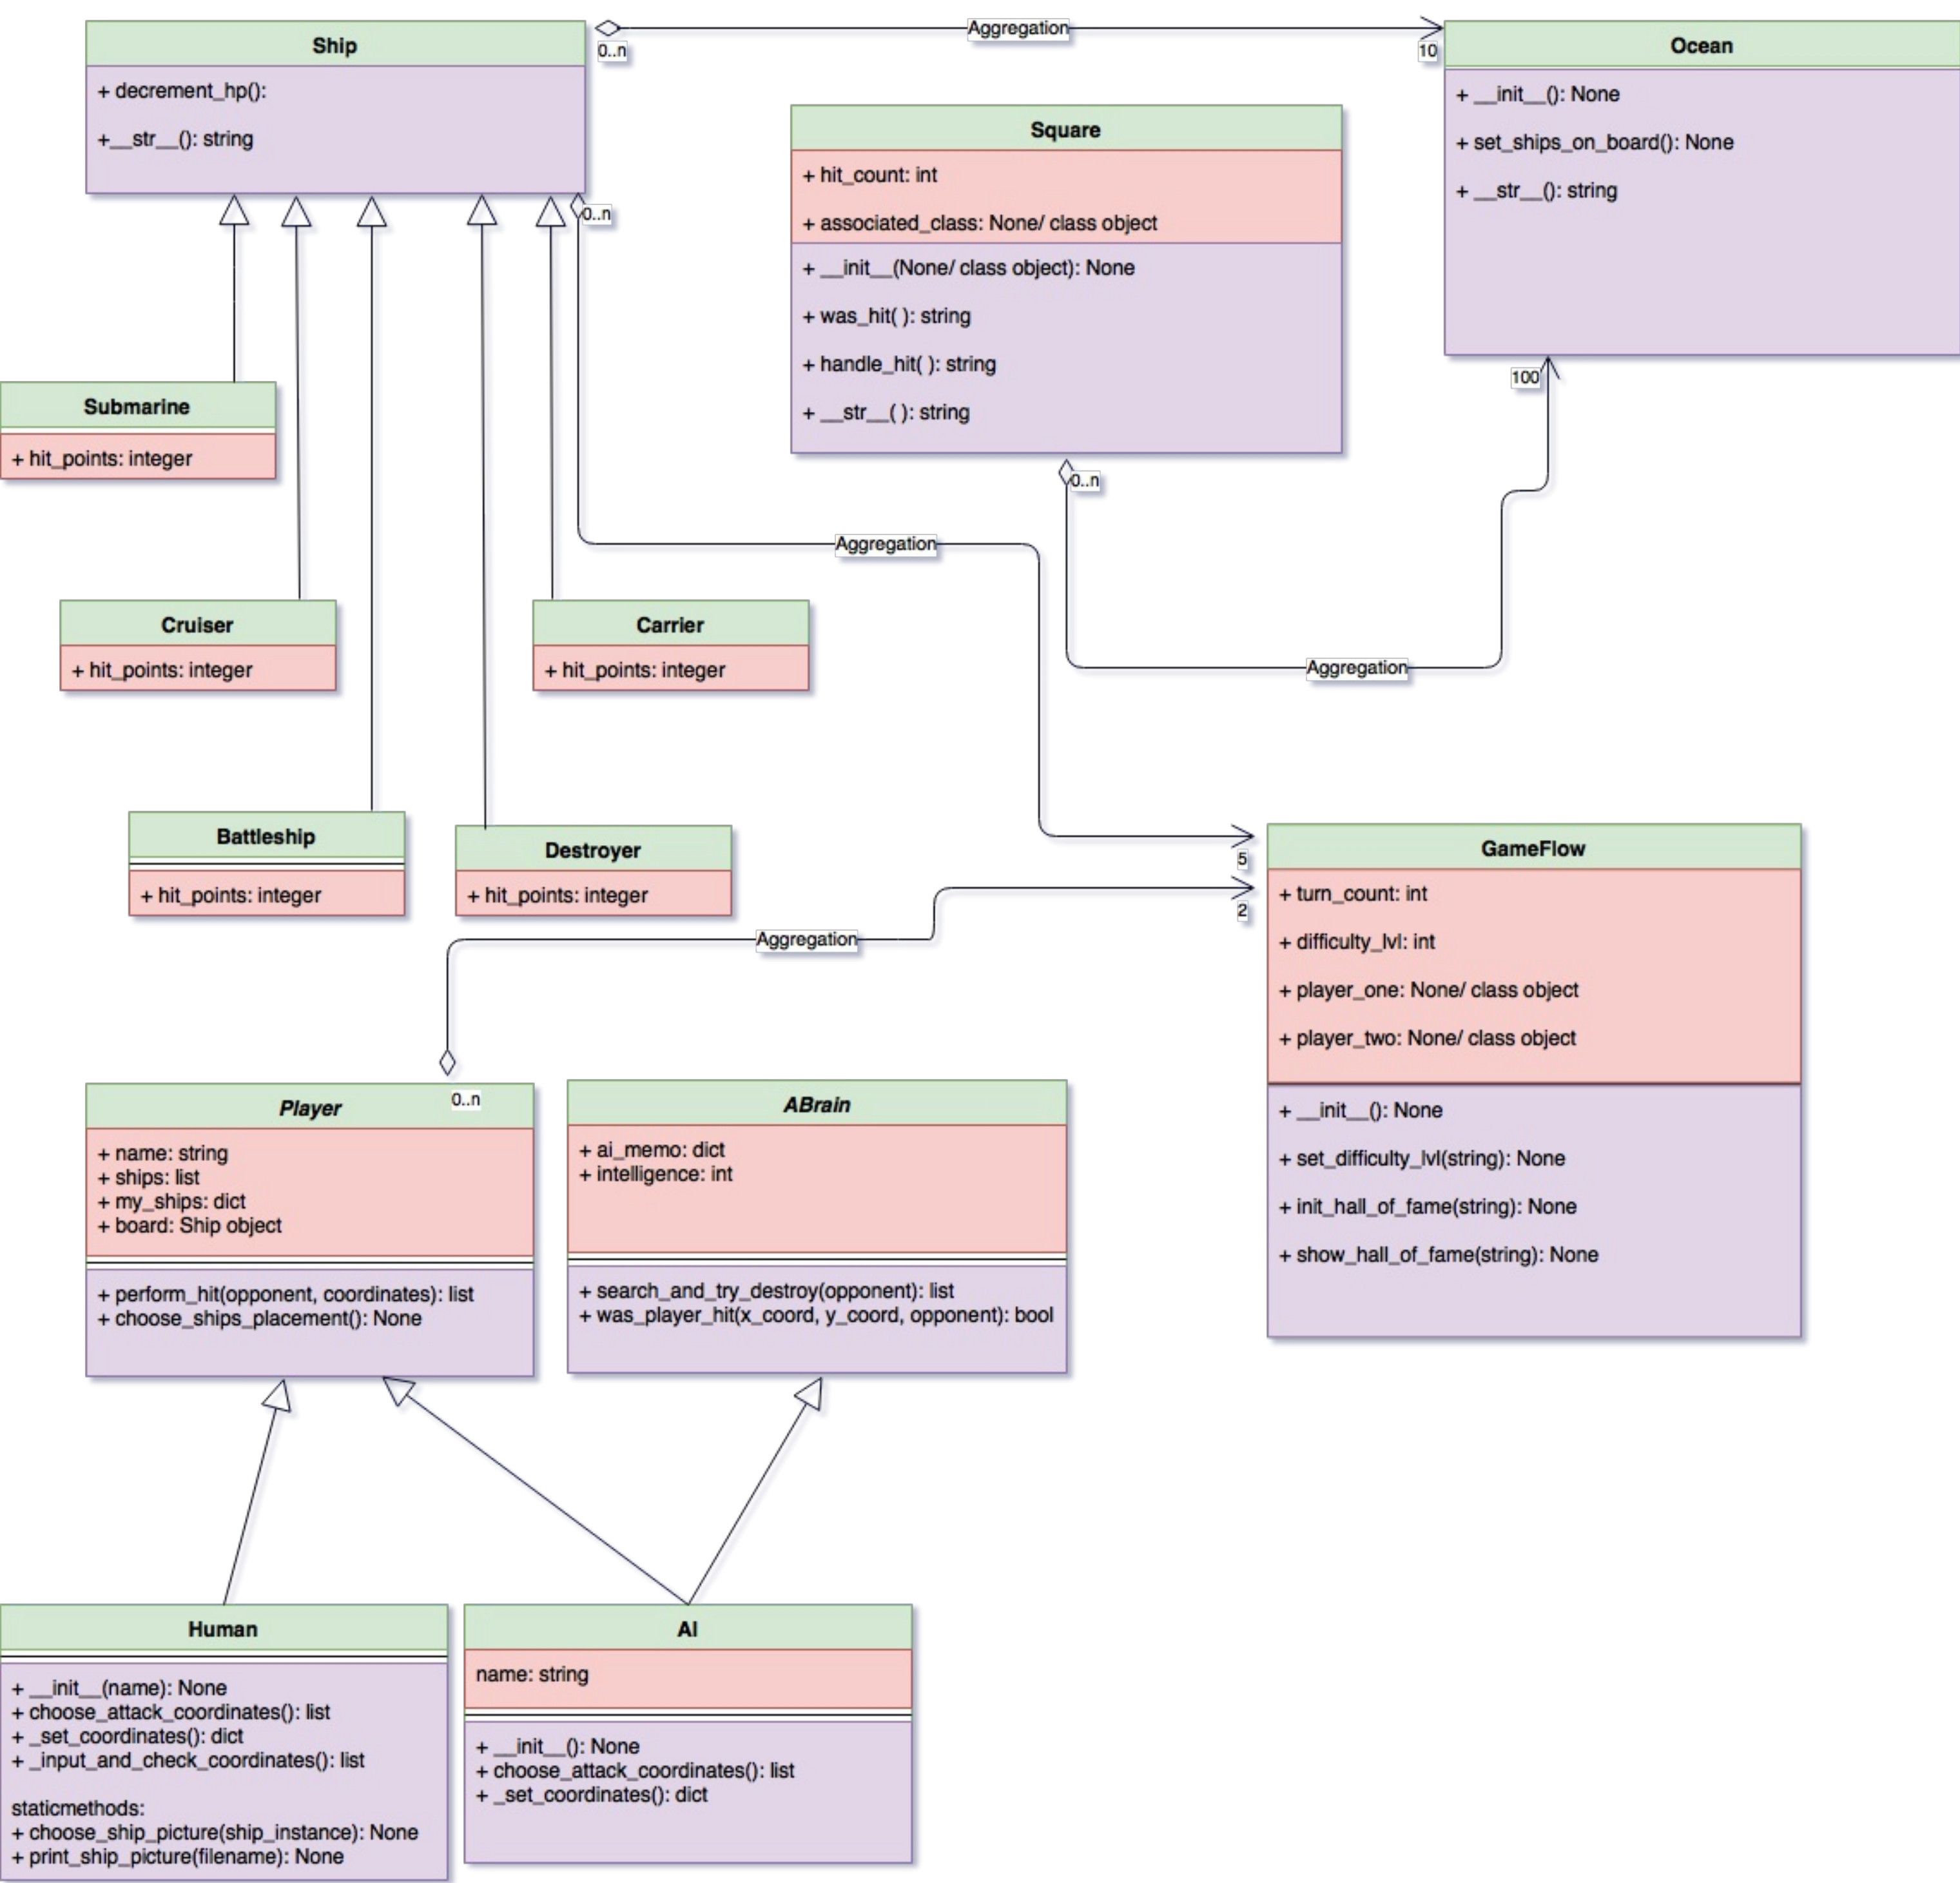 Ship
+ decrement_hp():
+__str__(): string
0..n
Aggregation
10
Ocean
+ __init__(): None
+ set_ships_on_board(): None
+ __str__(): string
Square
+ hit_count: int
+ associated_class: None/ class object
+ __init__(None/ class object): None
+ was_hit( ): string
+ handle_hit( ): string
+ __str__( ): string
0..n
100
0..n
Submarine
+ hit_points: integer
Aggregation
Aggregation
Cruiser
+ hit_points: integer
Carrier
+ hit_points: integer
Battleship
+ hit_points: integer
Destroyer
+ hit_points: integer
5
2
Aggregation
GameFlow
+ turn_count: int
+ difficulty_lvl: int
+ player_one: None/ class object
+ player_two: None/ class object
+ __init__(): None
+ set_difficulty_lvl(string): None
+ init_hall_of_fame(string): None
+ show_hall_of_fame(string): None
Player
0..n
+ name: string
+ ships: list
+ my_ships: dict
+ board: Ship object
+ perform_hit(opponent, coordinates): list
+ choose_ships_placement(): None
ABrain
+ ai_memo: dict
+ intelligence: int
+ search_and_try_destroy(opponent): list
+ was_player_hit(x_coord, y_coord, opponent): bool
Human
+ __init__(name): None
+ choose_attack_coordinates(): list
+ _set_coordinates(): dict
+ _input_and_check_coordinates(): list
staticmethods:
+ choose_ship_picture(ship_instance): None
+ print_ship_picture(filename): None
AI
name: string
+ __init__(): None
+ choose_attack_coordinates(): list
+ _set_coordinates(): dict